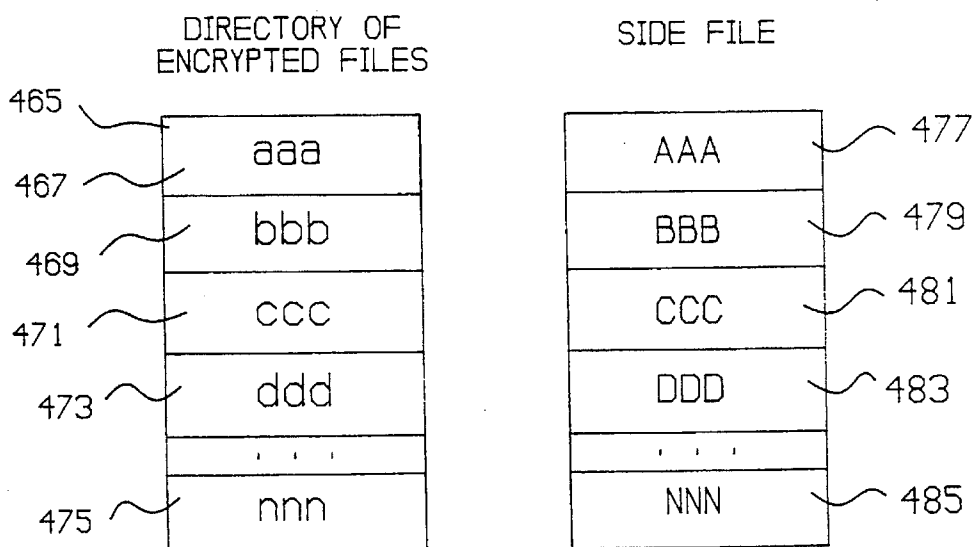 DIRECTORY OF
ENCRYPTED FILES
SIDE FILE
465
aaa
467
bbb
469
ccc
471
ddd
473
. . .
nnn
475
AAA
477
BBB
479
CCC
481
DDD
483
. . .
NNN
485